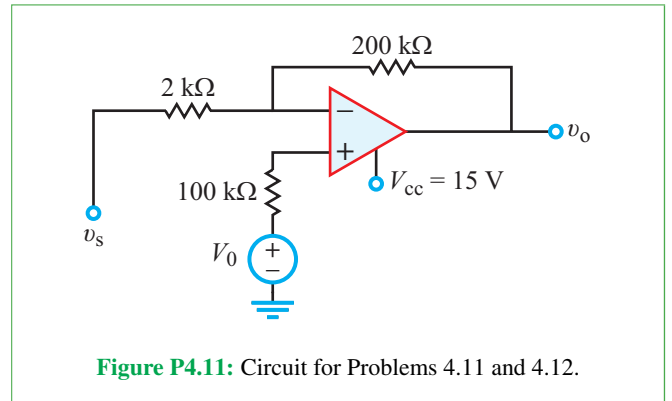 200 kΩ
2 kΩ
−
+
υo
Vcc = 15 V
100 kΩ
υs
V0
+
−
Figure P4.11: Circuit for Problems 4.11 and 4.12.